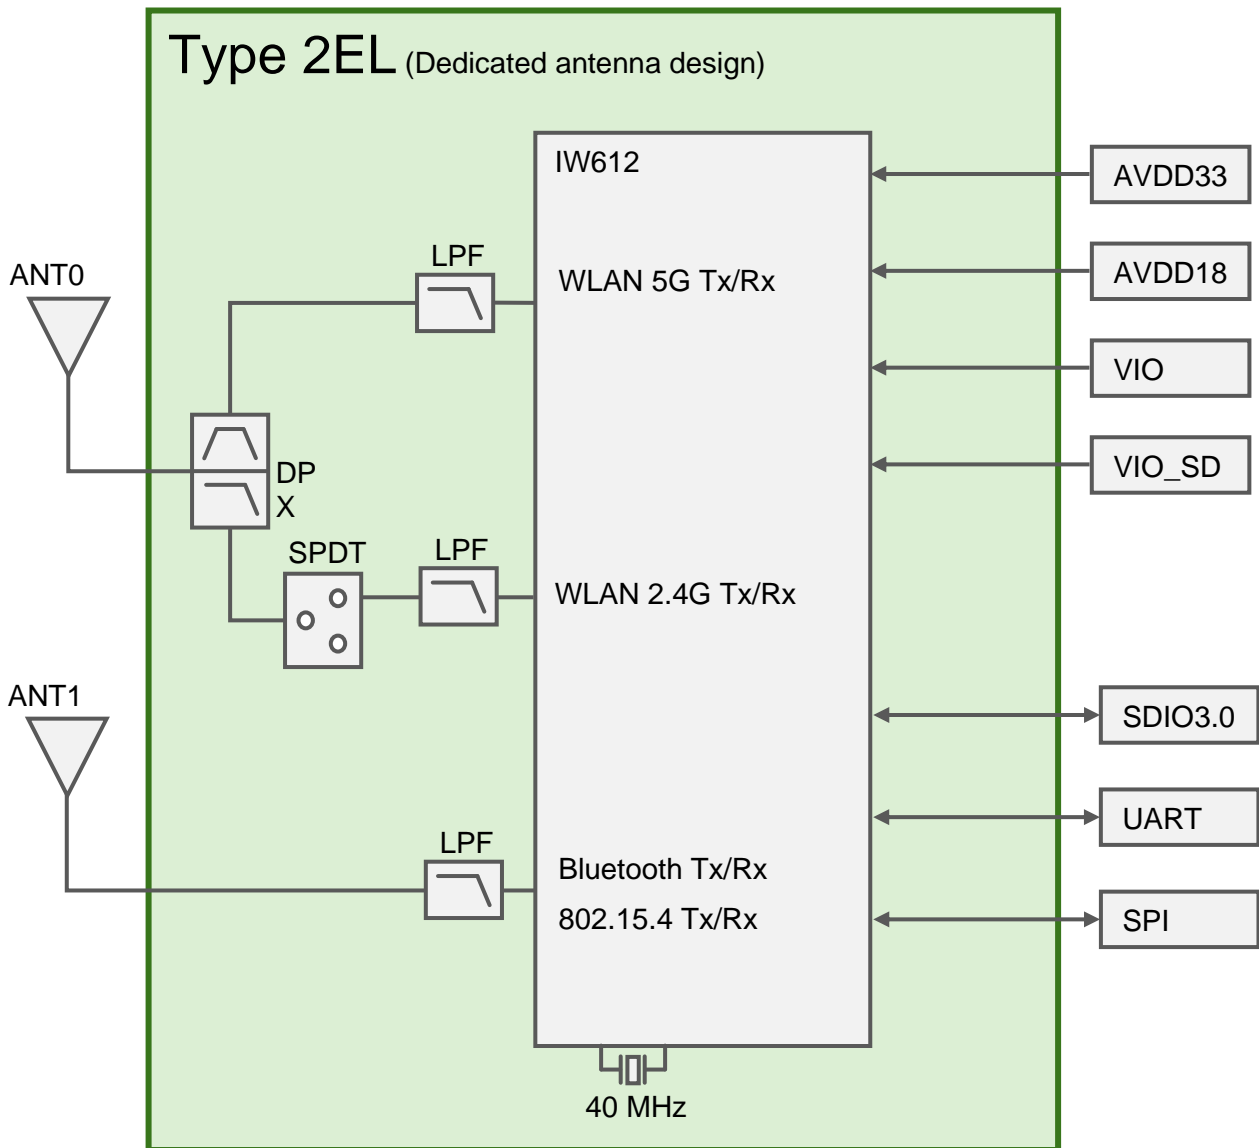 Type 2EL (Dedicated antenna design)
IW612
AVDD33
LPF
ANT0
WLAN 5G Tx/Rx
AVDD18
VIO
DP
X
VIO_SD
SPDT
LPF
WLAN 2.4G Tx/Rx
ANT1
SDIO3.0
UART
LPF
Bluetooth Tx/Rx
802.15.4 Tx/Rx
SPI
40 MHz